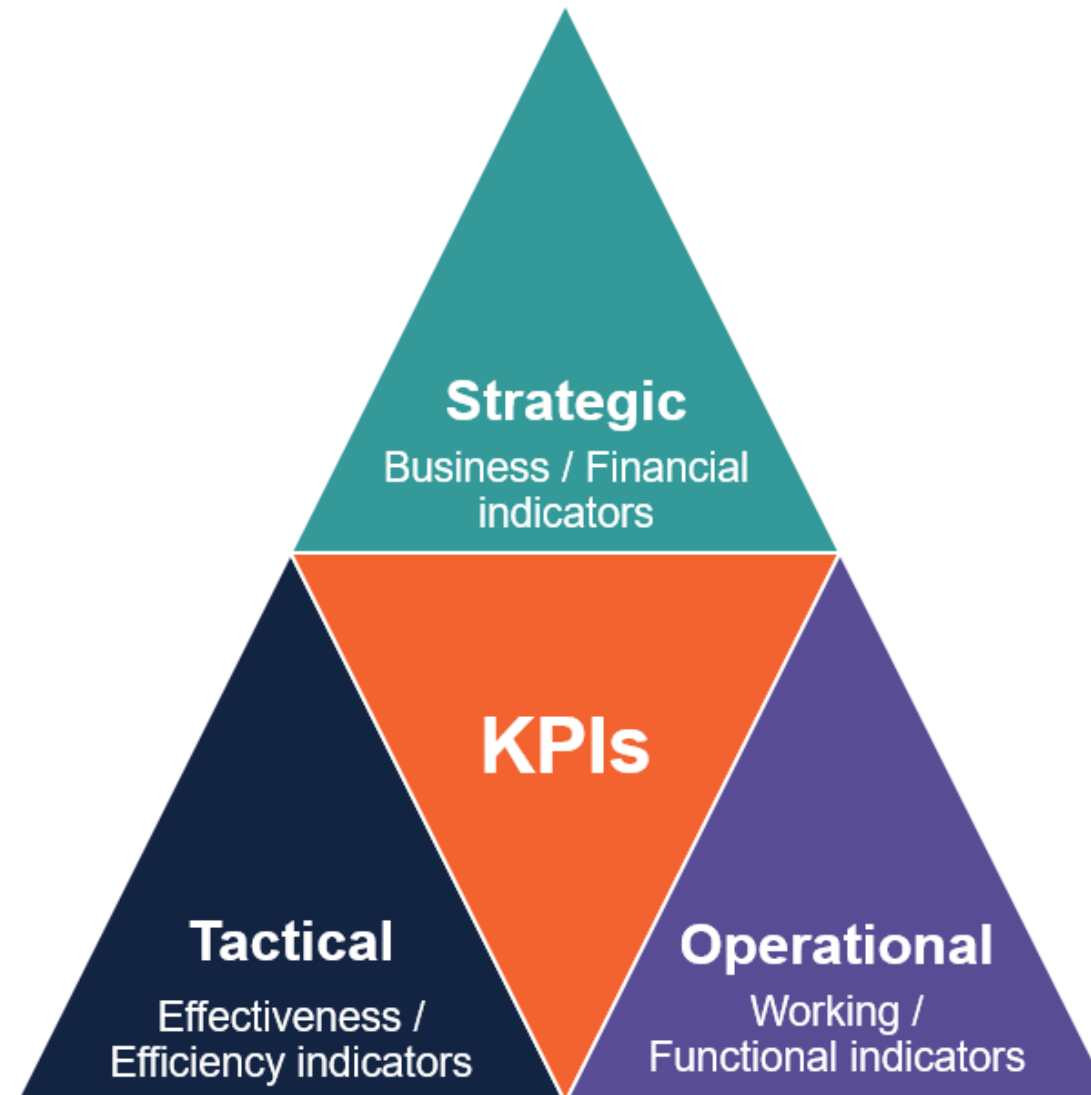 Strategic
Business / Financial
indicators
KPIs
Tactical
Effectiveness /
Efficiency indicators
Operational
Working /
Functional indicators